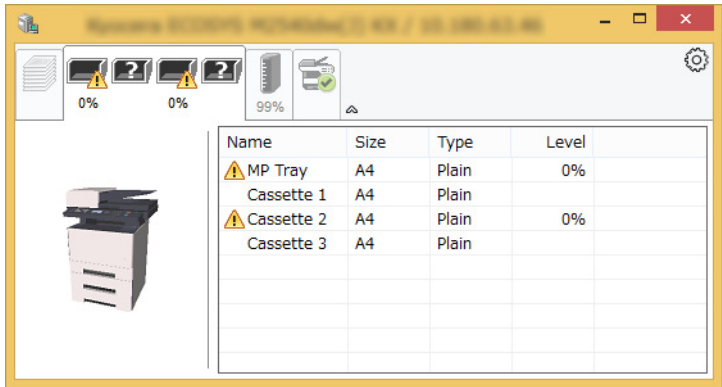 0% 0% 99%
Name Size Type Level
MP Tray A4 Plain 0%
Cassette 1 A4 Plain
Cassette 2 A4 Plain 0%
Cassette 3 A4 Plain